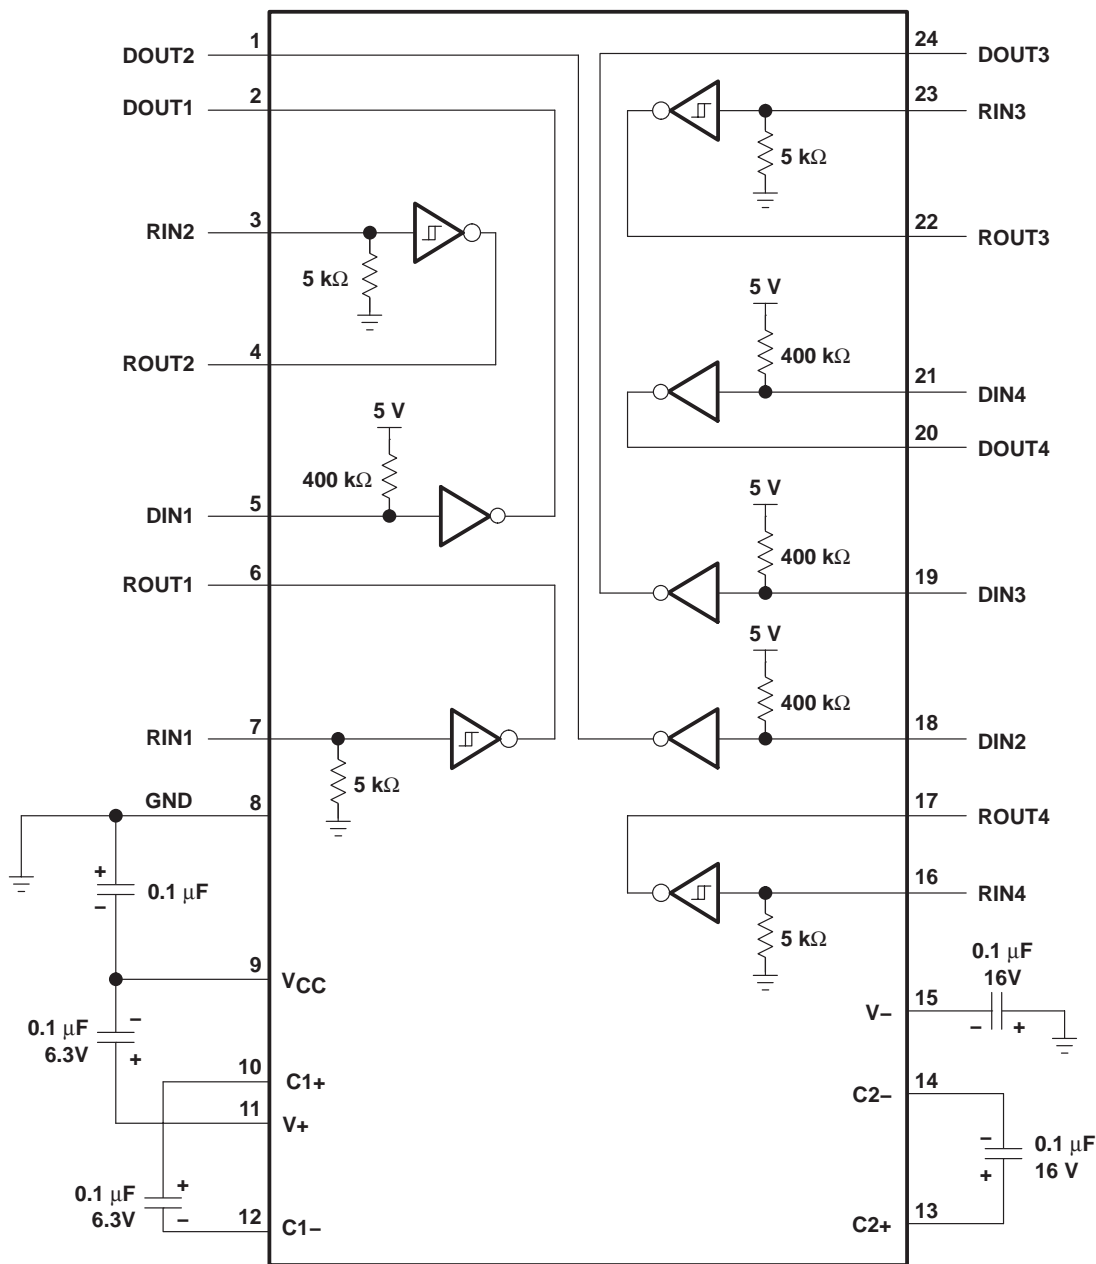 DOUT2 1
DOUT1 2
RIN2 3
5 kΩ
ROUT2 4
5 V
400 kΩ
DIN1 5
ROUT1 6
RIN1 7
5 kΩ
GND 8
+
0.1 μF
−
9 VCC
−
0.1 μF
6.3V
+
10 C1+
11 V+
+
0.1 μF
6.3V
−
12 C1−
24 DOUT3
23 RIN3
5 kΩ
22 ROUT3
5 V
400 kΩ
21 DIN4
20 DOUT4
5 V
400 kΩ
19 DIN3
5 V
400 kΩ
18 DIN2
17 ROUT4
16 RIN4
5 kΩ
0.1 μF
16V
V− 15
− +
C2− 14
−
0.1 μF
16 V
+
C2+ 13